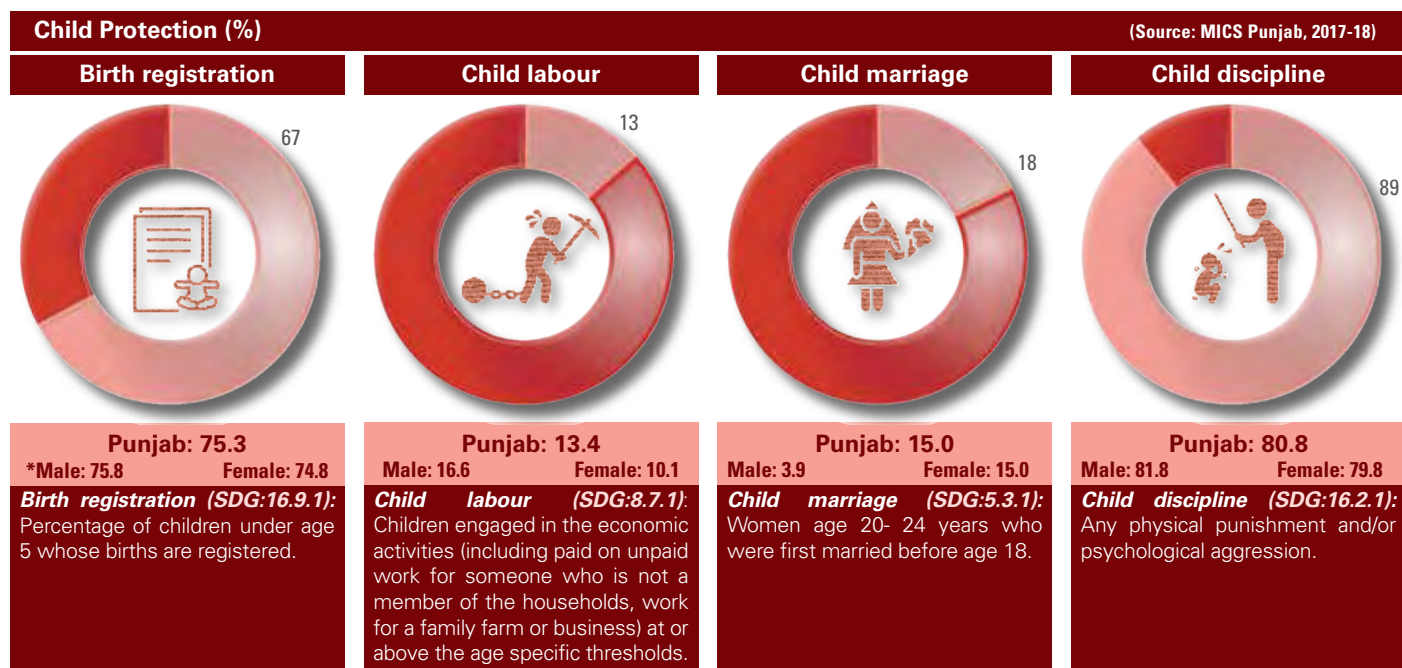 Child Protection (%)
(Source: MICS Punjab, 2017-18)
Birth registration
67
Punjab: 75.3
*Male: 75.8 Female: 74.8
Birth registration (SDG:16.9.1):
Percentage of children under age
5 whose births are registered.
Child labour
13
Punjab: 13.4
Male: 16.6 Female: 10.1
Child labour (SDG:8.7.1):
Children engaged in the economic
activities (including paid on unpaid
work for someone who is not a
member of the households, work
for a family farm or business) at or
above the age specific thresholds.
Child marriage
18
Punjab: 15.0
Male: 3.9 Female: 15.0
Child marriage (SDG:5.3.1):
Women age 20- 24 years who
were first married before age 18.
Child discipline
89
Punjab: 80.8
Male: 81.8 Female: 79.8
Child discipline (SDG:16.2.1):
Any physical punishment and/or
psychological aggression.